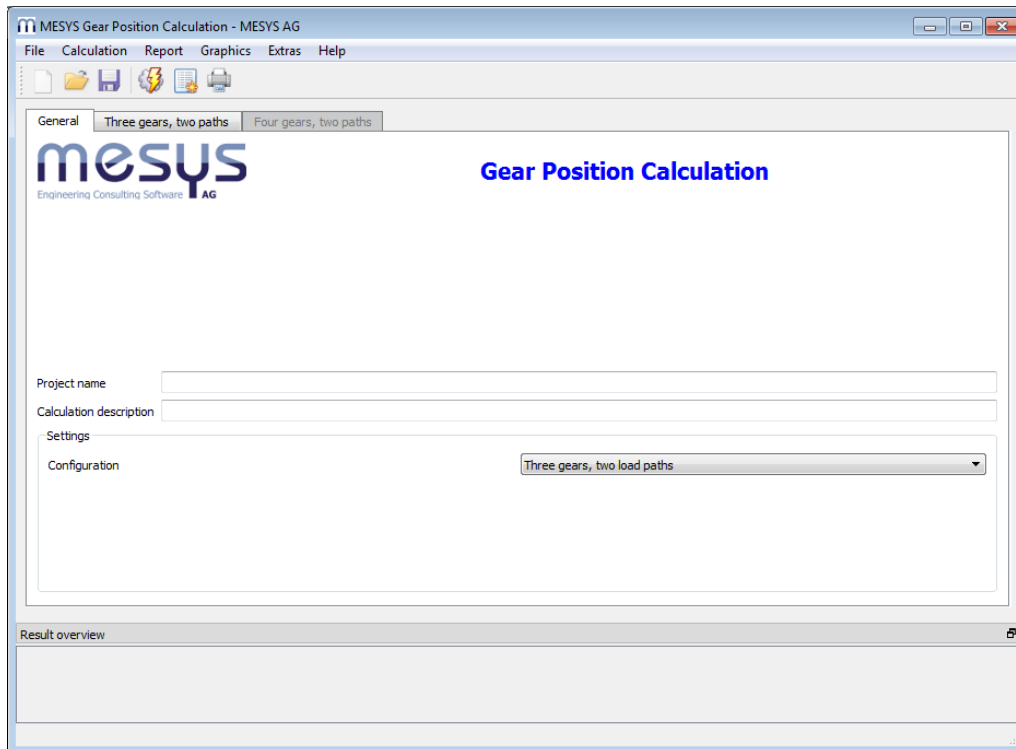 MESYS Gear Position Calculation - MESYS AG
File Calculation Report Graphics Extras Help
General Three gears, two paths Four gears, two paths
mesys
Engineering Consulting Software AG
Gear Position Calculation
Project name
Calculation description
Settings
Configuration Three gears, two load paths
Result overview